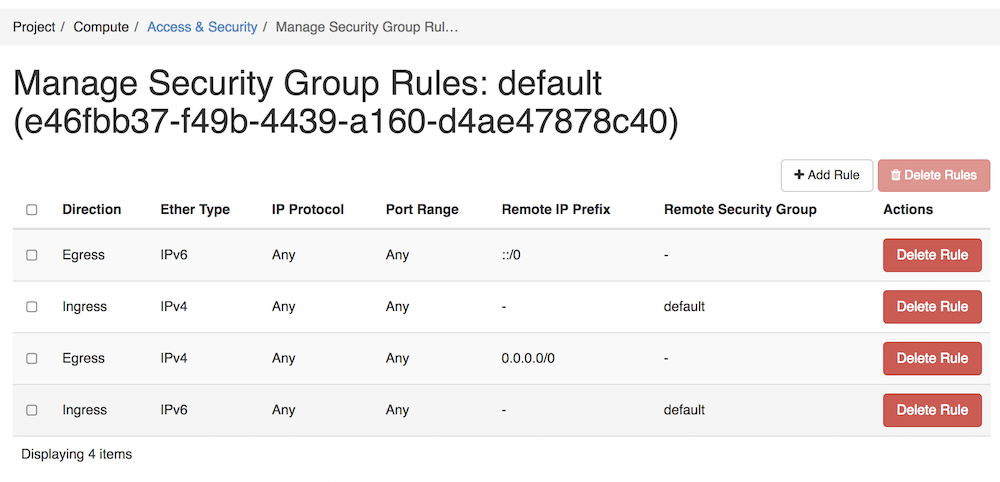 Project / Compute / Access & Security / Manage Security Group Rul...
Manage Security Group Rules: default
(e46fbb37-f49b-4439-a160-d4ae47878c40)
Add Rule Delete Rules
Direction Ether Type IP Protocol Port Range Remote IP Prefix Remote Security Group Actions
Egress IPv6 Any Any ::/0 - Delete Rule
Ingress IPv4 Any Any - default Delete Rule
Egress IPv4 Any Any 0.0.0.0/0 - Delete Rule
Ingress IPv6 Any Any - default Delete Rule
Displaying 4 items